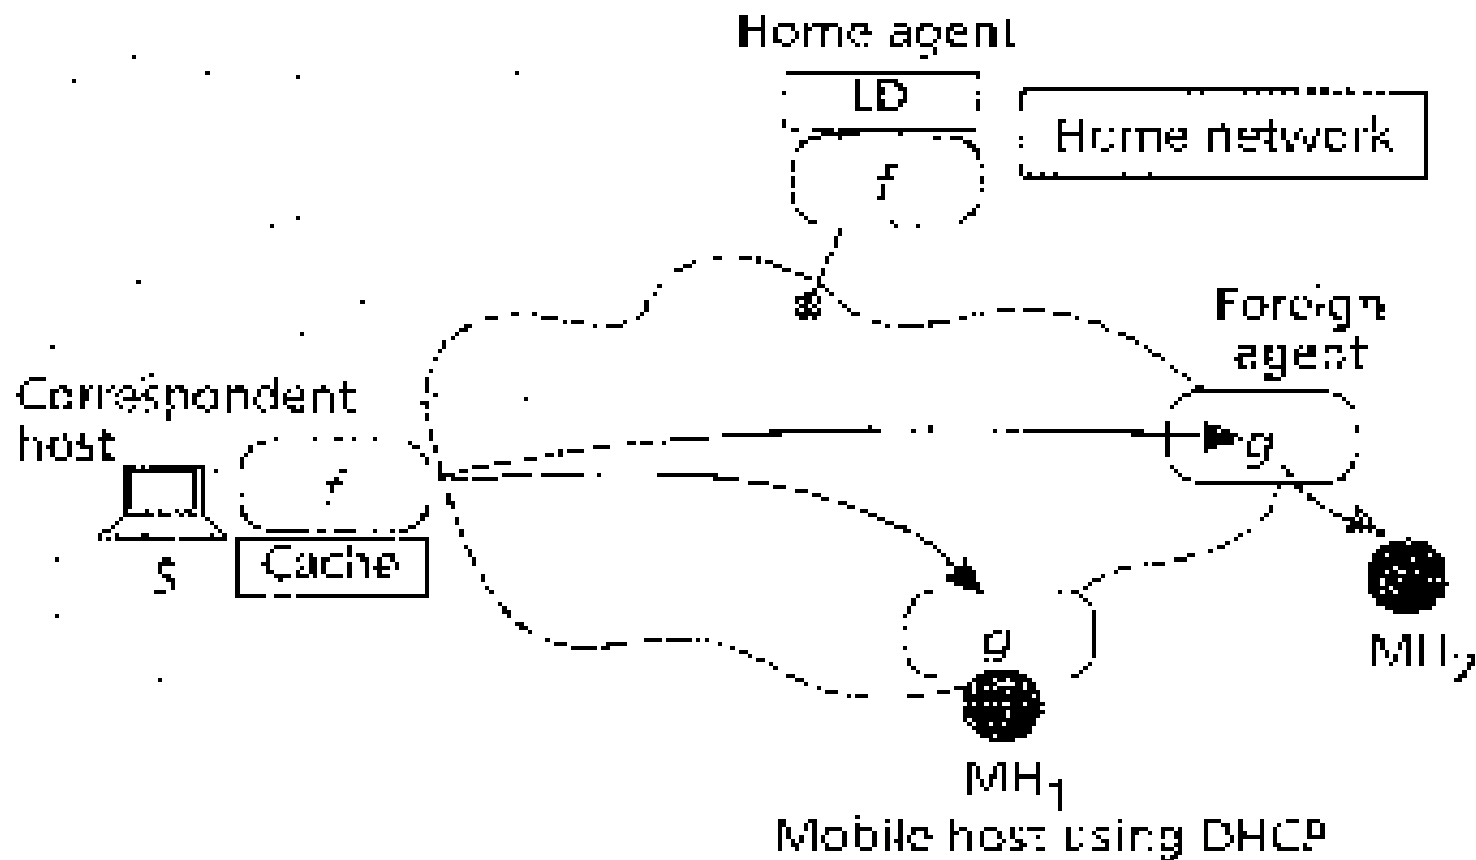 Home agent
LD
Home network
f
Foreign
agent
Correspondent
host
g
f
S
Cache
g
MH2
MH1
Mobile host using DHCP